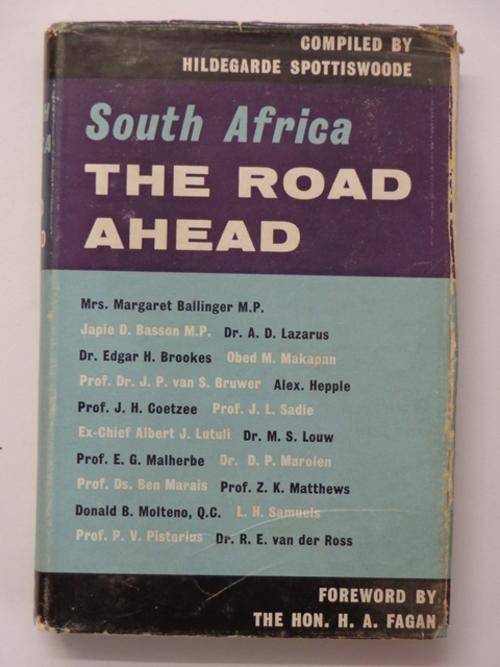 COMPILED BY
HILDEGARDE SPOTTISWOODE
South Africa
THE ROAD
AHEAD
Mrs. Margaret Ballinger M.P.
Japie D. Basson M.P. Dr. A. D. Lazarus
Dr. Edgar H. Brookes Obed M. Makapan
Prof. Dr. J. P. van S. Bruwer Alex. Hepple
Prof. J. H. Coetzee Prof. J. L. Sadie
Ex-Chief Albert J. Lutuli Dr. M. S. Louw
Prof. E. G. Malherbe Dr. D. P. Marolen
Prof. Ds. Ben Marais Prof. Z. K. Matthews
Donald B. Molteno, Q.C. L. H. Samuels
Prof. P. V. Pistorius Dr. R. E. van der Ross
FOREWORD BY
THE HON. H. A. FAGAN